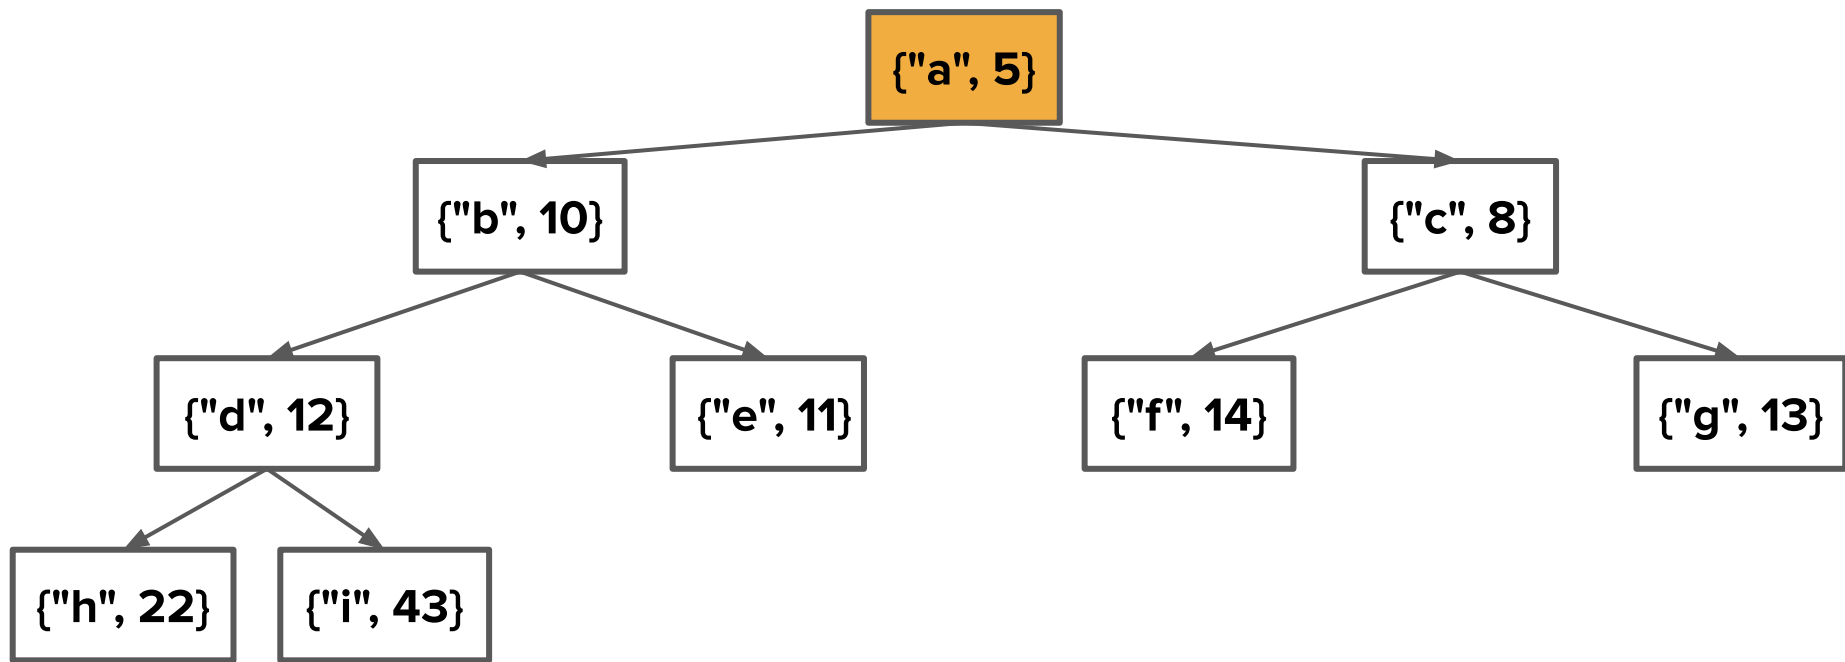 {"a", 5}
{"b", 10}
{"c", 8}
{"d", 12}
{"e", 11}
{"f", 14}
{"g", 13}
{"h", 22}
{"i", 43}